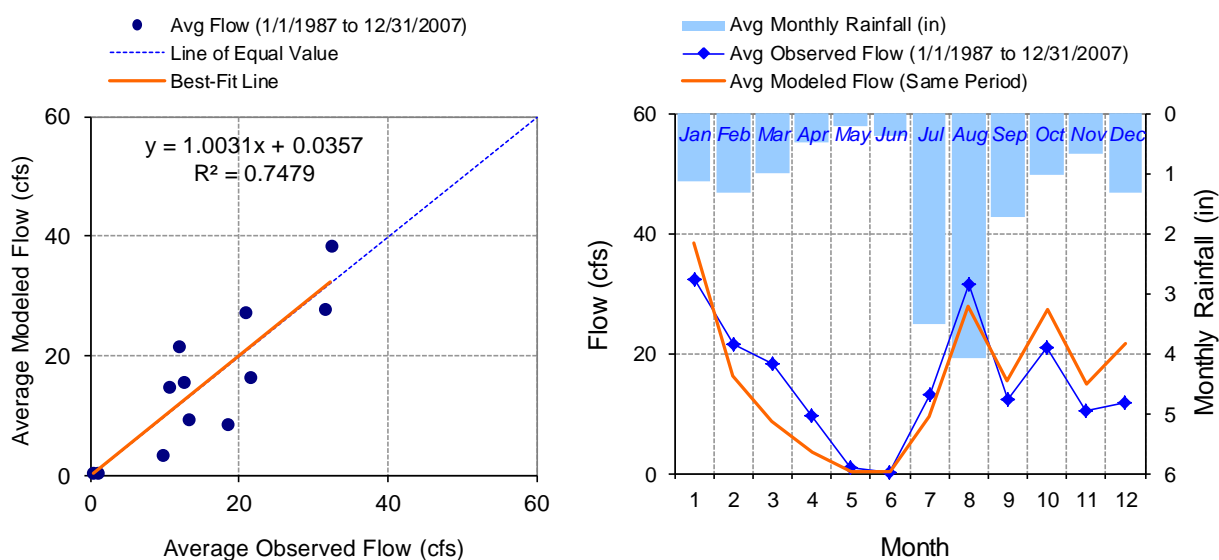 Avg Flow (1/1/1987 to 12/31/2007)
Line of Equal Value
Best-Fit Line
y = 1.0031x + 0.0357
R² = 0.7479
Average Modeled Flow (cfs)
60
40
20
0
0 20 40 60
Average Observed Flow (cfs)
Avg Monthly Rainfall (in)
Avg Observed Flow (1/1/1987 to 12/31/2007)
Avg Modeled Flow (Same Period)
Jan Feb Mar Apr May Jun Jul Aug Sep Oct Nov Dec
Flow (cfs)
60
40
20
0
0
1
2
3
4
5
6
Monthly Rainfall (in)
1 2 3 4 5 6 7 8 9 10 11 12
Month